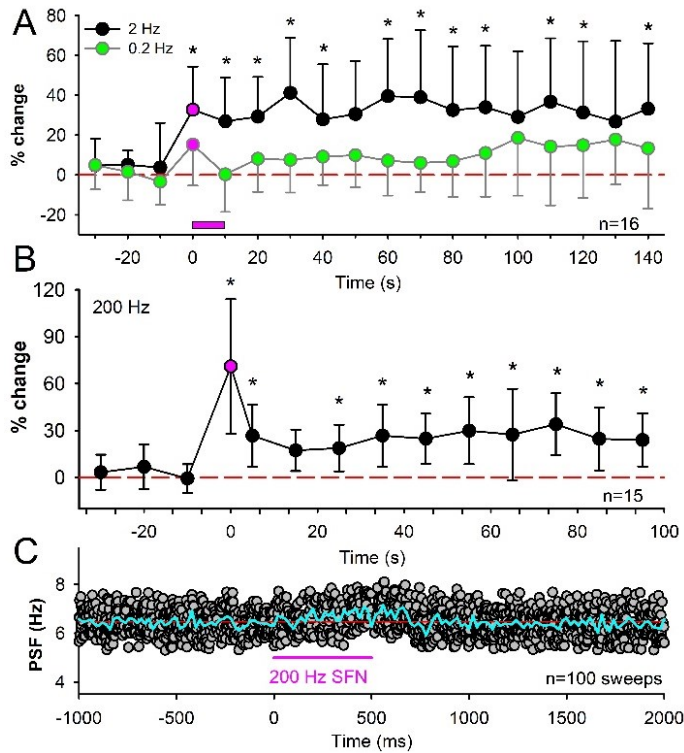 A
2 Hz
0.2 Hz
* * * * * * * * * * * *
% change
80
60
40
20
0
-20
n=16
-20 0 20 40 60 80 100 120 140
Time (s)
B
200 Hz
* * * * * * * * * *
% change
120
90
60
30
0
n=15
-20 0 20 40 60 80 100
Time (s)
C
PSF (Hz)
8
6
4
200 Hz SFN
n=100 sweeps
-1000 -500 0 500 1000 1500 2000
Time (ms)